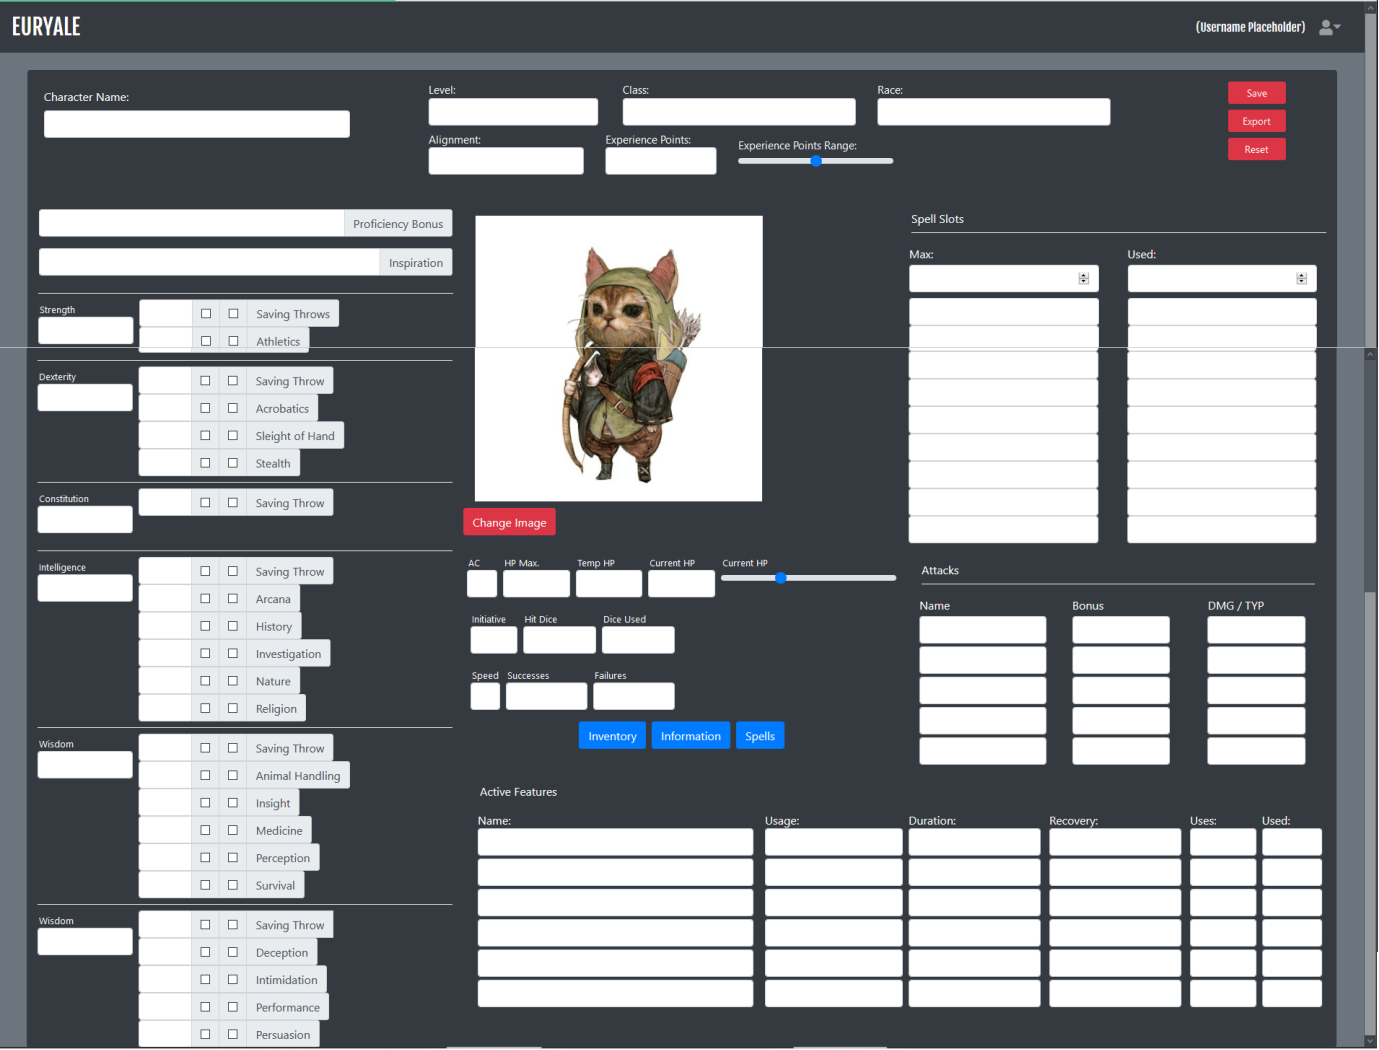 EURYALE
(Username Placeholder)
Character Name:
Level:
Class:
Race:
Save
Export
Reset
Alignment:
Experience Points:
Experience Points Range:
Proficiency Bonus
Inspiration
Strength
Saving Throws
Athletics
Dexterity
Saving Throw
Acrobatics
Sleight of Hand
Stealth
Constitution
Saving Throw
Intelligence
Saving Throw
Arcana
History
Investigation
Nature
Religion
Wisdom
Saving Throw
Animal Handling
Insight
Medicine
Perception
Survival
Wisdom
Saving Throw
Deception
Intimidation
Performance
Persuasion
Change Image
AC
HP Max.
Temp HP
Current HP
Current HP
Initiative
Hit Dice
Dice Used
Speed
Successes
Failures
Inventory
Information
Spells
Spell Slots
Max:
Used:
Attacks
Name
Bonus
DMG / TYP
Active Features
Name:
Usage:
Duration:
Recovery:
Uses:
Used: